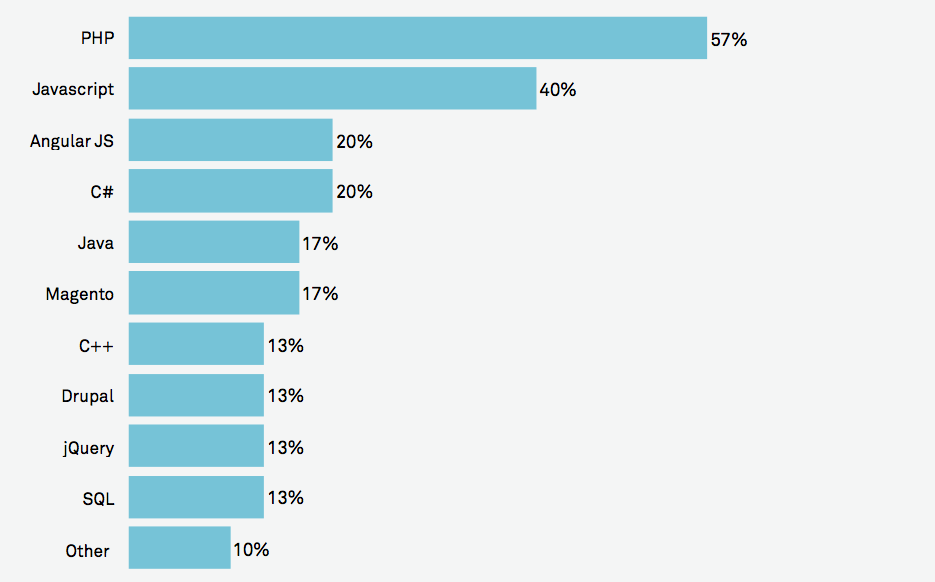 PHP 57%
Javascript 40%
Angular JS 20%
C# 20%
Java 17%
Magento 17%
C++ 13%
Drupal 13%
jQuery 13%
SQL 13%
Other 10%